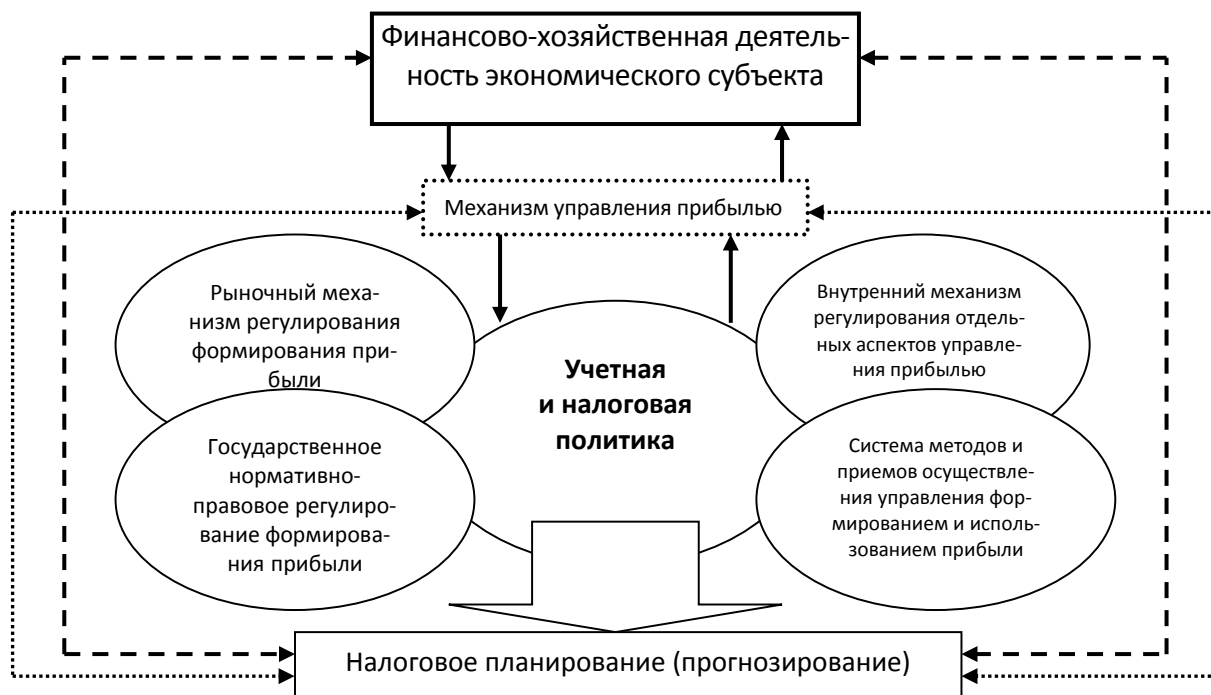 Финансово-хозяйственная деятель-
ность экономического субъекта
Механизм управления прибылью
Рыночный меха-
низм регулирования
формирования при-
были
Внутренний механизм
регулирования отдель-
ных аспектов управле-
ния прибылью
Учетная
и налоговая
политика
Государственное
нормативно-
правовое регулиро-
вание формирова-
ния прибыли
Система методов и
приемов осуществле-
ния управления фор-
мированием и исполь-
зованием прибыли
Налоговое планирование (прогнозирование)